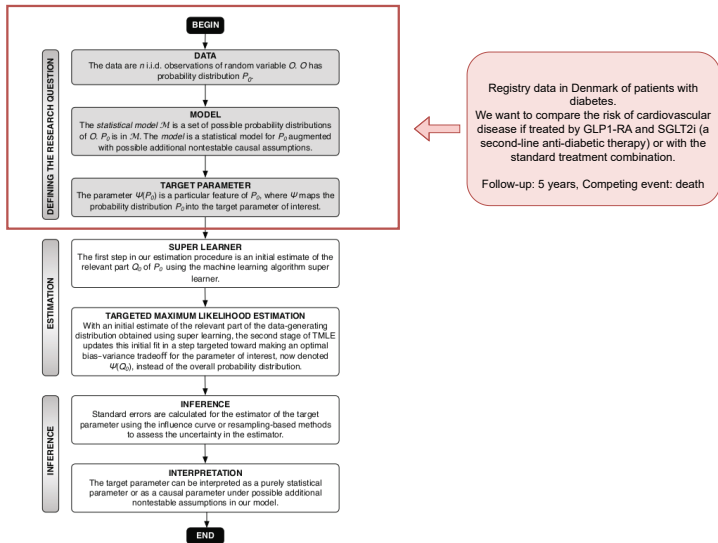 BEGIN
DEFINING THE RESEARCH QUESTION
DATA
The data are n i.i.d. observations of random variable O. O has
probability distribution P₀.
MODEL
The statistical model ℳ is a set of possible probability distributions
of O. P₀ is in ℳ. The model is a statistical model for P₀ augmented
with possible additional nontestable causal assumptions.
TARGET PARAMETER
The parameter Ψ(P₀) is a particular feature of P₀, where Ψ maps the
probability distribution P₀ into the target parameter of interest.
Registry data in Denmark of patients with
diabetes.
We want to compare the risk of cardiovascular
disease if treated by GLP1-RA and SGLT2i (a
second-line anti-diabetic therapy) or with the
standard treatment combination.
Follow-up: 5 years, Competing event: death
ESTIMATION
SUPER LEARNER
The first step in our estimation procedure is an initial estimate of the
relevant part Q₀ of P₀ using the machine learning algorithm super
learner.
TARGETED MAXIMUM LIKELIHOOD ESTIMATION
With an initial estimate of the relevant part of the data-generating
distribution obtained using super learning, the second stage of TMLE
updates this initial fit in a step targeted toward making an optimal
bias–variance tradeoff for the parameter of interest, now denoted
Ψ(Q₀), instead of the overall probability distribution.
INFERENCE
INFERENCE
Standard errors are calculated for the estimator of the target
parameter using the influence curve or resampling-based methods
to assess the uncertainty in the estimator.
INTERPRETATION
The target parameter can be interpreted as a purely statistical
parameter or as a causal parameter under possible additional
nontestable assumptions in our model.
END